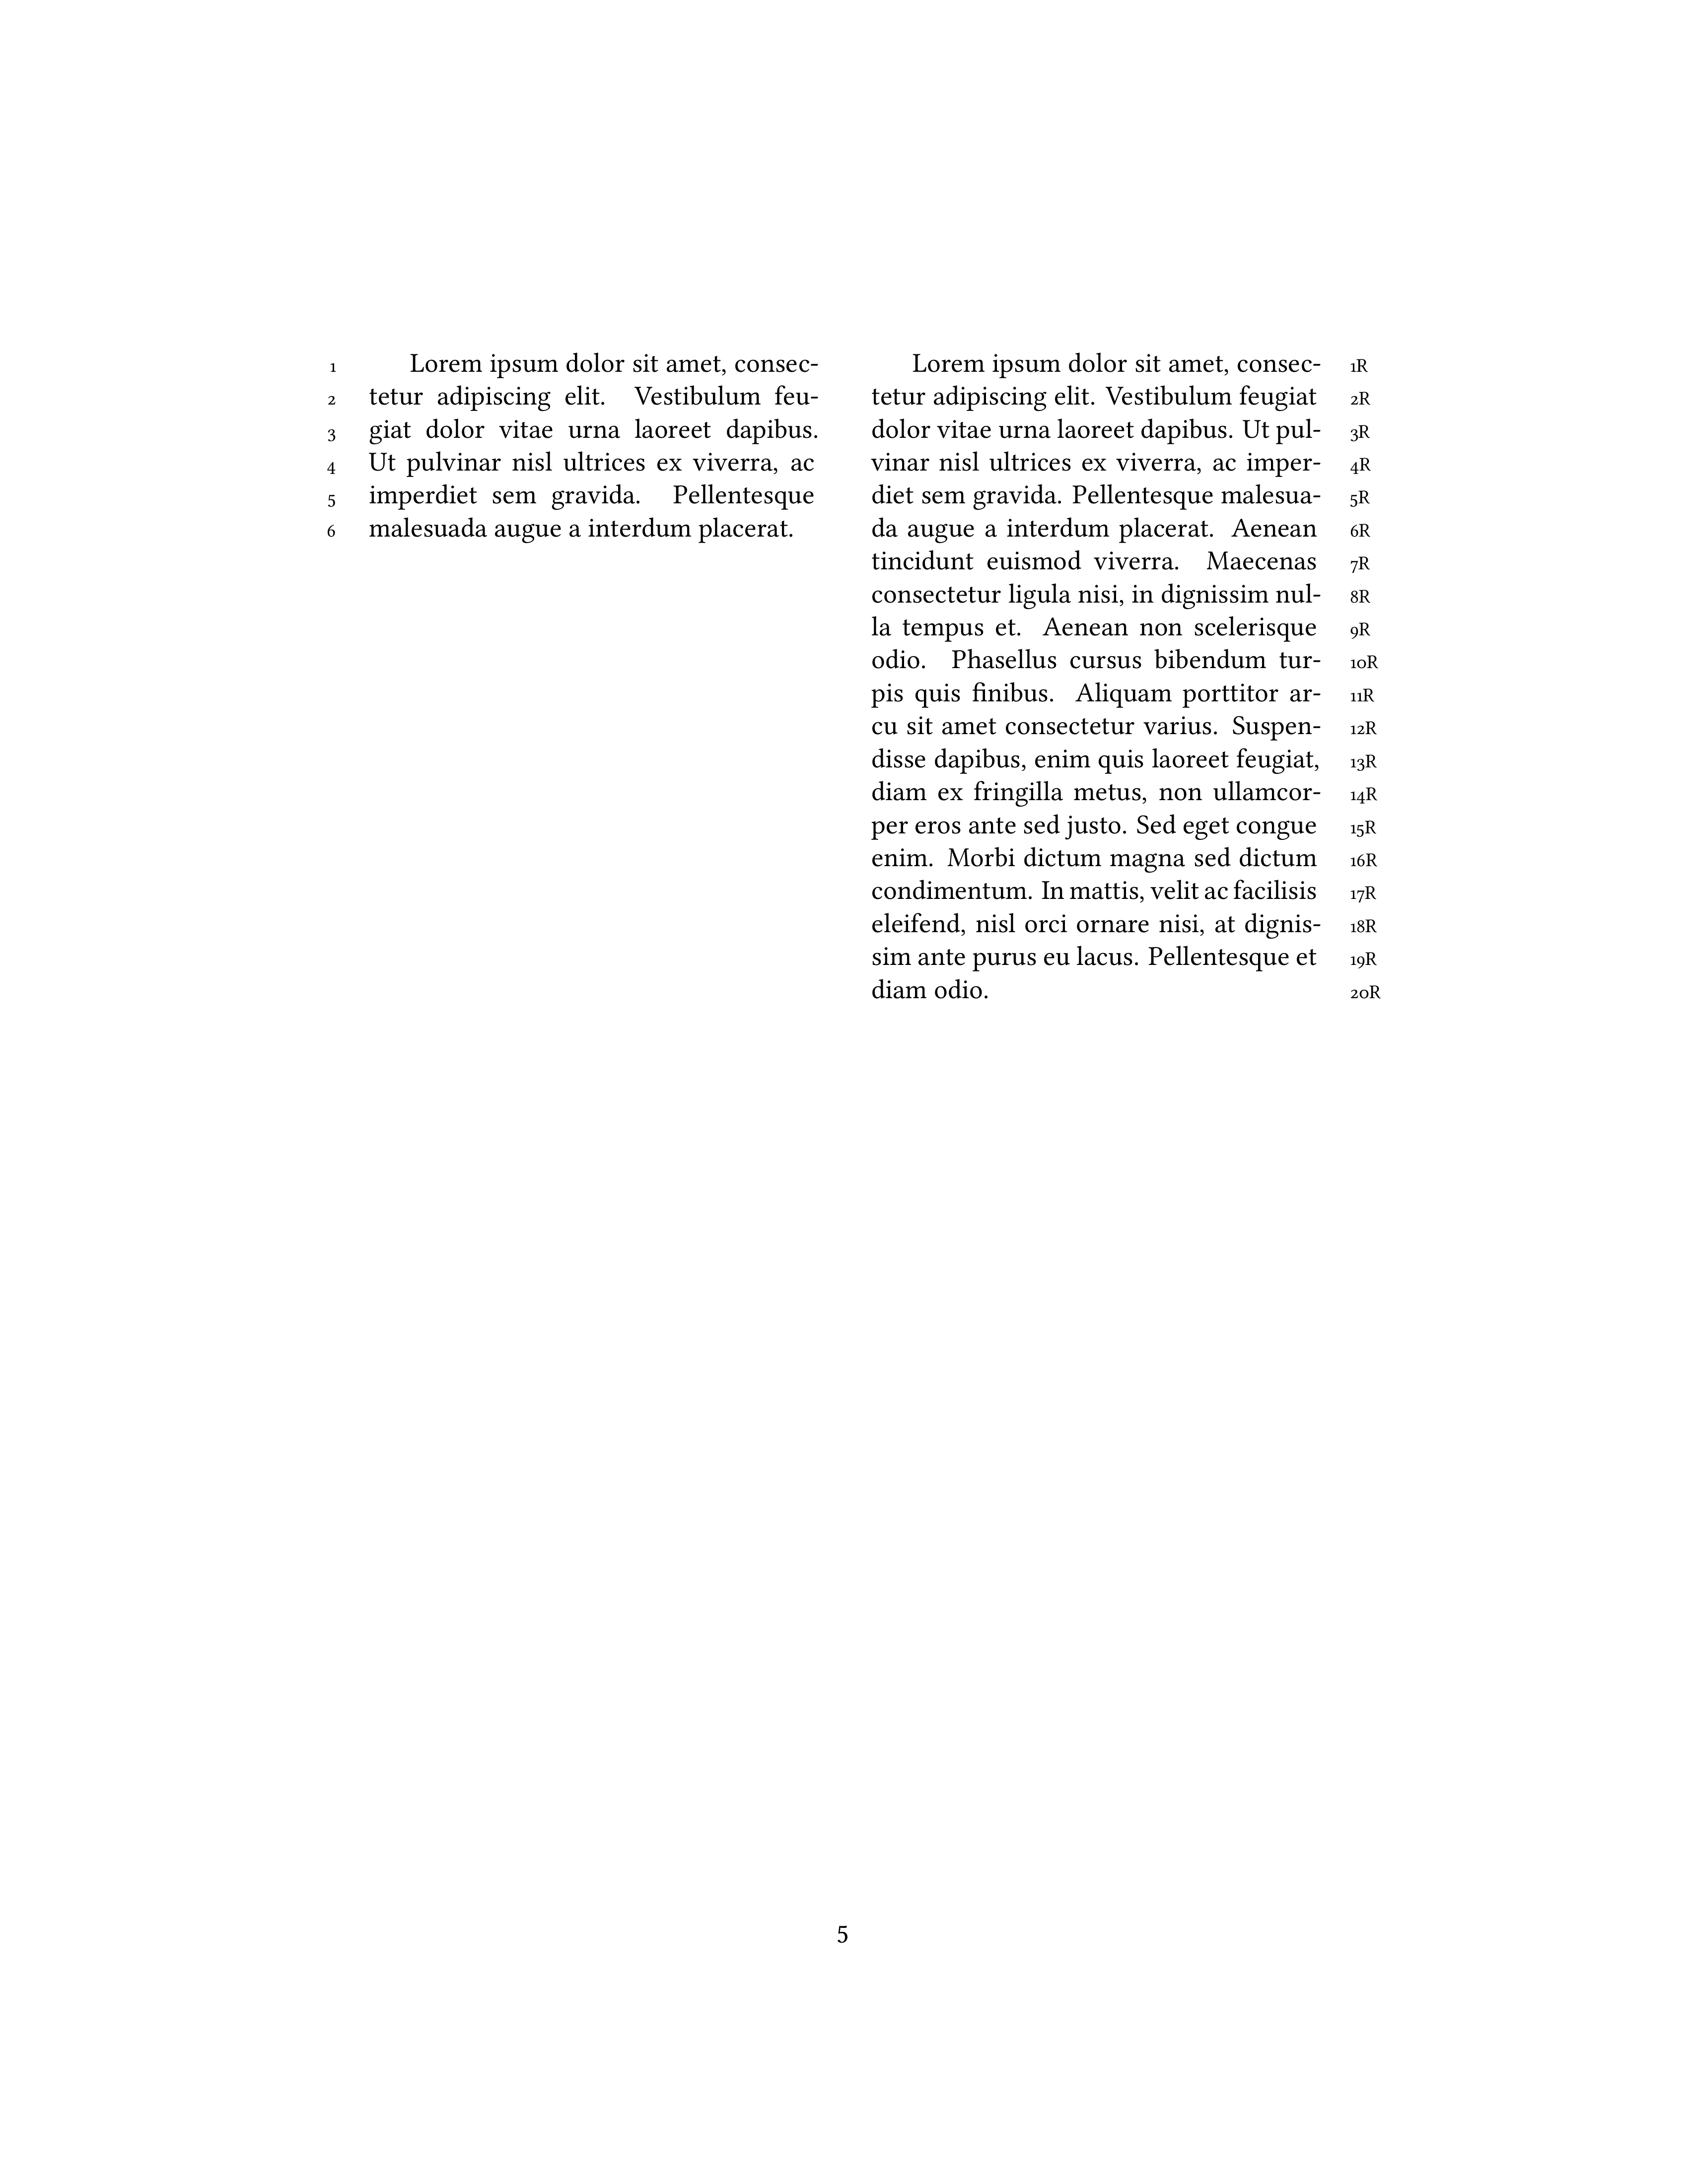 1 Lorem ipsum dolor sit amet, consec-
2 tetur adipiscing elit. Vestibulum feu-
3 giat dolor vitae urna laoreet dapibus.
4 Ut pulvinar nisl ultrices ex viverra, ac
5 imperdiet sem gravida. Pellentesque
6 malesuada augue a interdum placerat.
Lorem ipsum dolor sit amet, consec- 1R
tetur adipiscing elit. Vestibulum feugiat 2R
dolor vitae urna laoreet dapibus. Ut pul- 3R
vinar nisl ultrices ex viverra, ac imper- 4R
diet sem gravida. Pellentesque malesua- 5R
da augue a interdum placerat. Aenean 6R
tincidunt euismod viverra. Maecenas 7R
consectetur ligula nisi, in dignissim nul- 8R
la tempus et. Aenean non scelerisque 9R
odio. Phasellus cursus bibendum tur- 10R
pis quis finibus. Aliquam porttitor ar- 11R
cu sit amet consectetur varius. Suspen- 12R
disse dapibus, enim quis laoreet feugiat, 13R
diam ex fringilla metus, non ullamcor- 14R
per eros ante sed justo. Sed eget congue 15R
enim. Morbi dictum magna sed dictum 16R
condimentum. In mattis, velit ac facilisis 17R
eleifend, nisl orci ornare nisi, at dignis- 18R
sim ante purus eu lacus. Pellentesque et 19R
diam odio. 20R
5